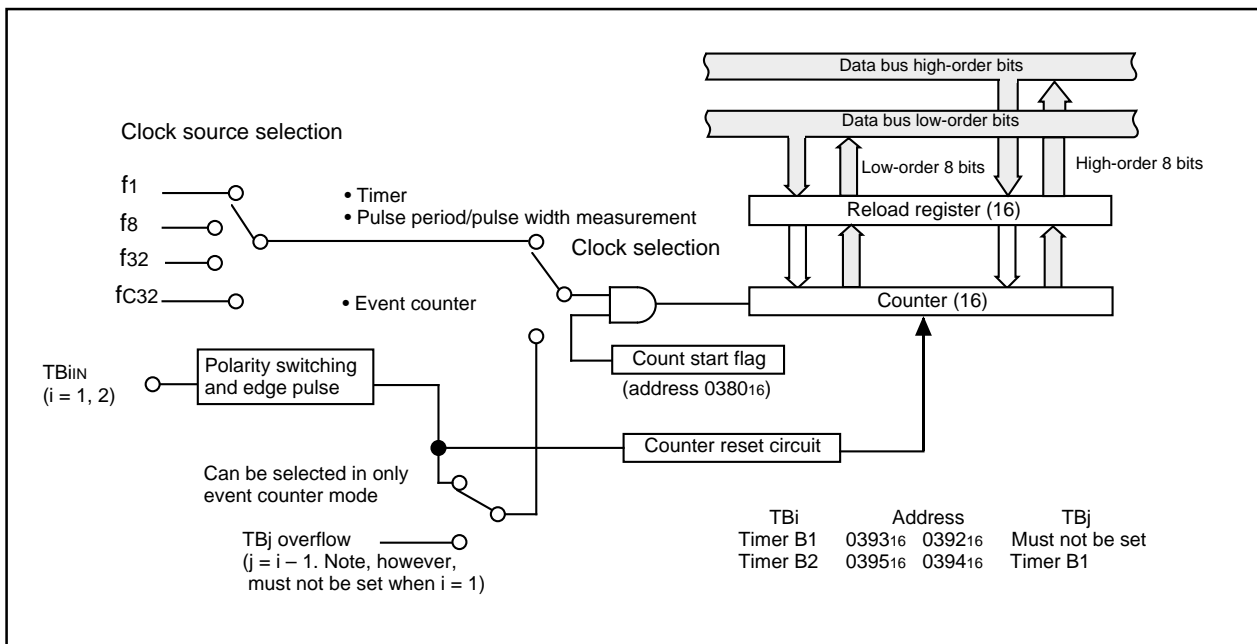 Data bus high-order bits
Data bus low-order bits
Clock source selection
Low-order 8 bits
High-order 8 bits
f1
f8
f32
fC32
• Timer
• Pulse period/pulse width measurement
Clock selection
• Event counter
Reload register (16)
Counter (16)
Count start flag
(address 038016)
TBiIN
(i = 1, 2)
Polarity switching
and edge pulse
Counter reset circuit
Can be selected in only
event counter mode
TBj overflow
(j = i – 1. Note, however,
must not be set when i = 1)
TBi Address TBj
Timer B1 039316 039216 Must not be set
Timer B2 039516 039416 Timer B1